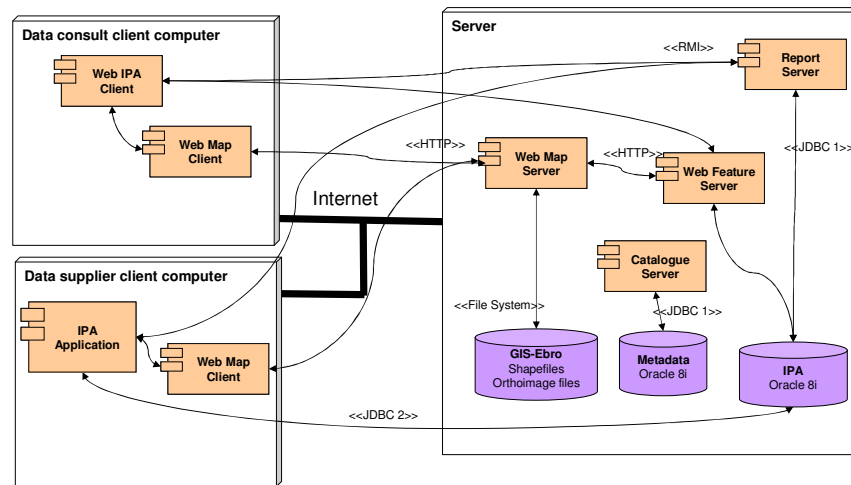 Data consult client computer
Web IPA
Client
Web Map
Client
Internet
Data supplier client computer
IPA
Application
Web Map
Client
<<JDBC 2>>
Server
<<RMI>>
Report
Server
<<HTTP>>
Web Map
Server
<<HTTP>>
<<JDBC 1>>
Web Feature
Server
Catalogue
Server
<<File System>>
<<JDBC 1>>
GIS-Ebro
Shapefiles
Orthoimage files
Metadata
Oracle 8i
IPA
Oracle 8i